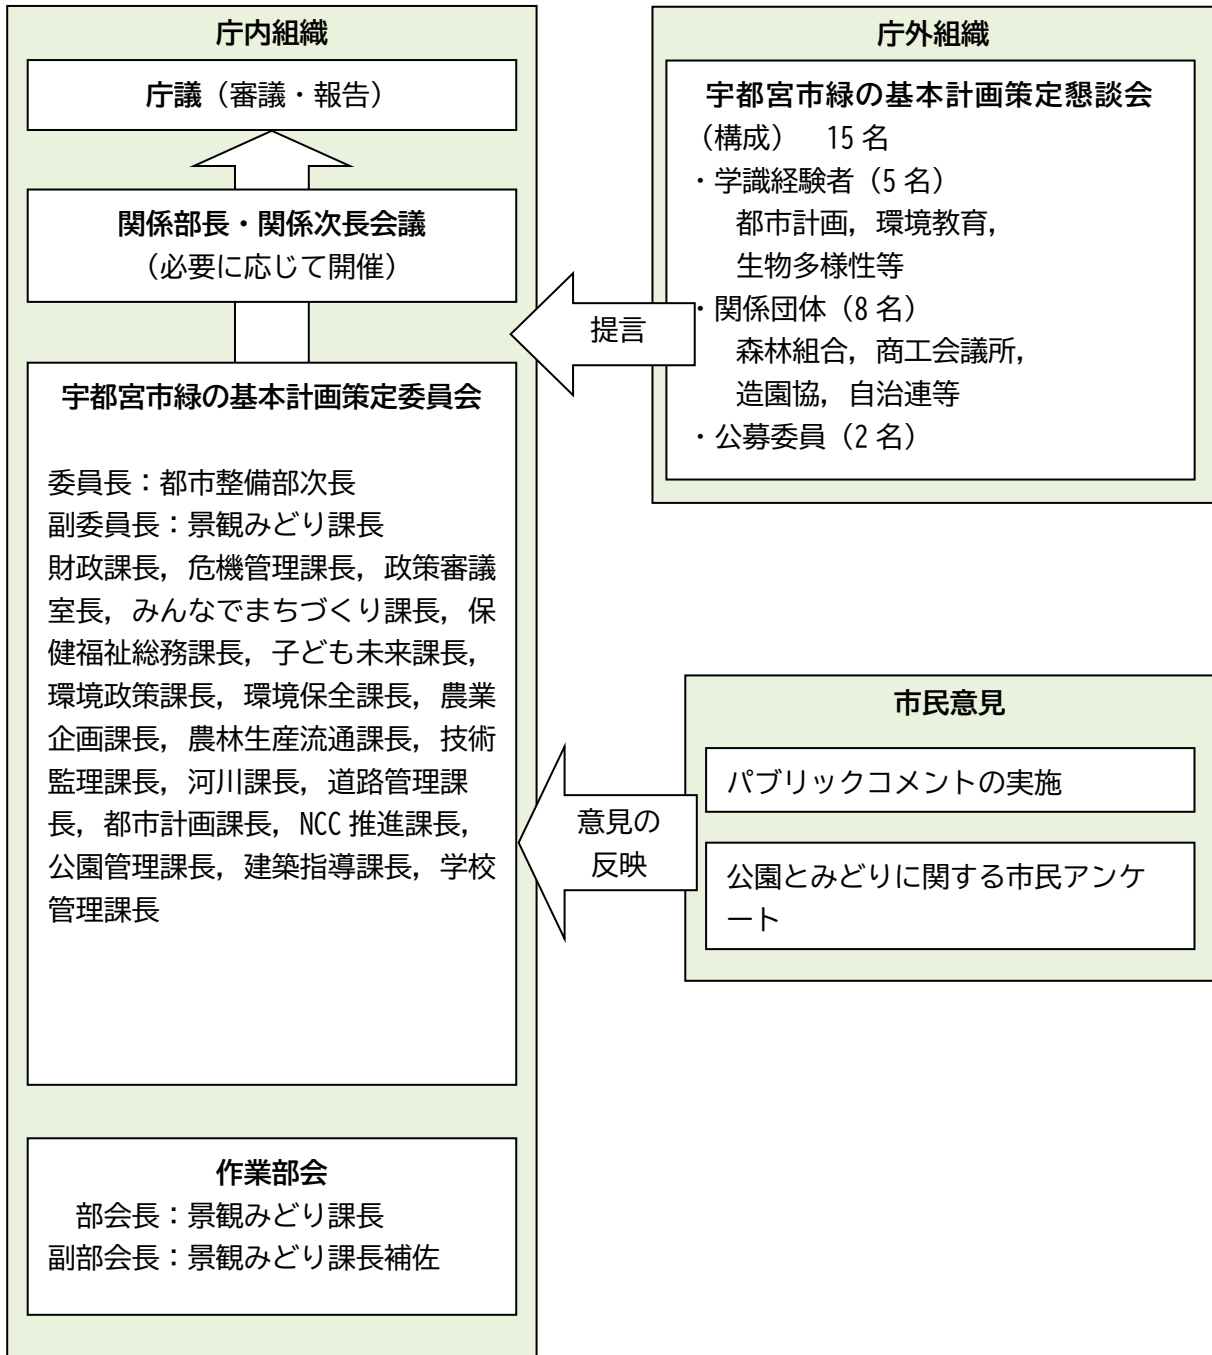 庁内組織
庁議（審議・報告）
関係部長・関係次長会議
（必要に応じて開催）
宇都宮市緑の基本計画策定委員会
委員長：都市整備部次長
副委員長：景観みどり課長
財政課長，危機管理課長，政策審議
室長，みんなでまちづくり課長，保
健福祉総務課長，子ども未来課長，
環境政策課長，環境保全課長，農業
企画課長，農林生産流通課長，技術
監理課長，河川課長，道路管理課
長，都市計画課長，NCC推進課長，
公園管理課長，建築指導課長，学校
管理課長
作業部会
部会長：景観みどり課長
副部会長：景観みどり課長補佐
庁外組織
宇都宮市緑の基本計画策定懇談会
（構成）　15名
・学識経験者（5名）
都市計画，環境教育，
生物多様性等
・関係団体（8名）
森林組合，商工会議所，
造園協，自治連等
・公募委員（2名）
提言
市民意見
パブリックコメントの実施
公園とみどりに関する市民アンケ
ート
意見の
反映